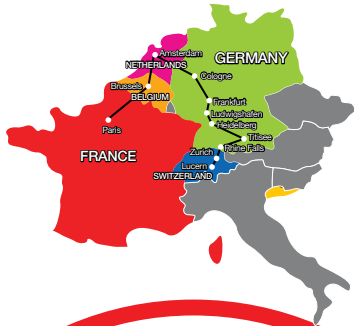 Amsterdam
NETHERLANDS
GERMANY
Cologne
Brussels
BELGIUM
Frankfurt
Ludwigshafen
Heidelberg
Paris
Titisee
Rhine Falls
Zurich
FRANCE
Lucern
SWITZERLAND